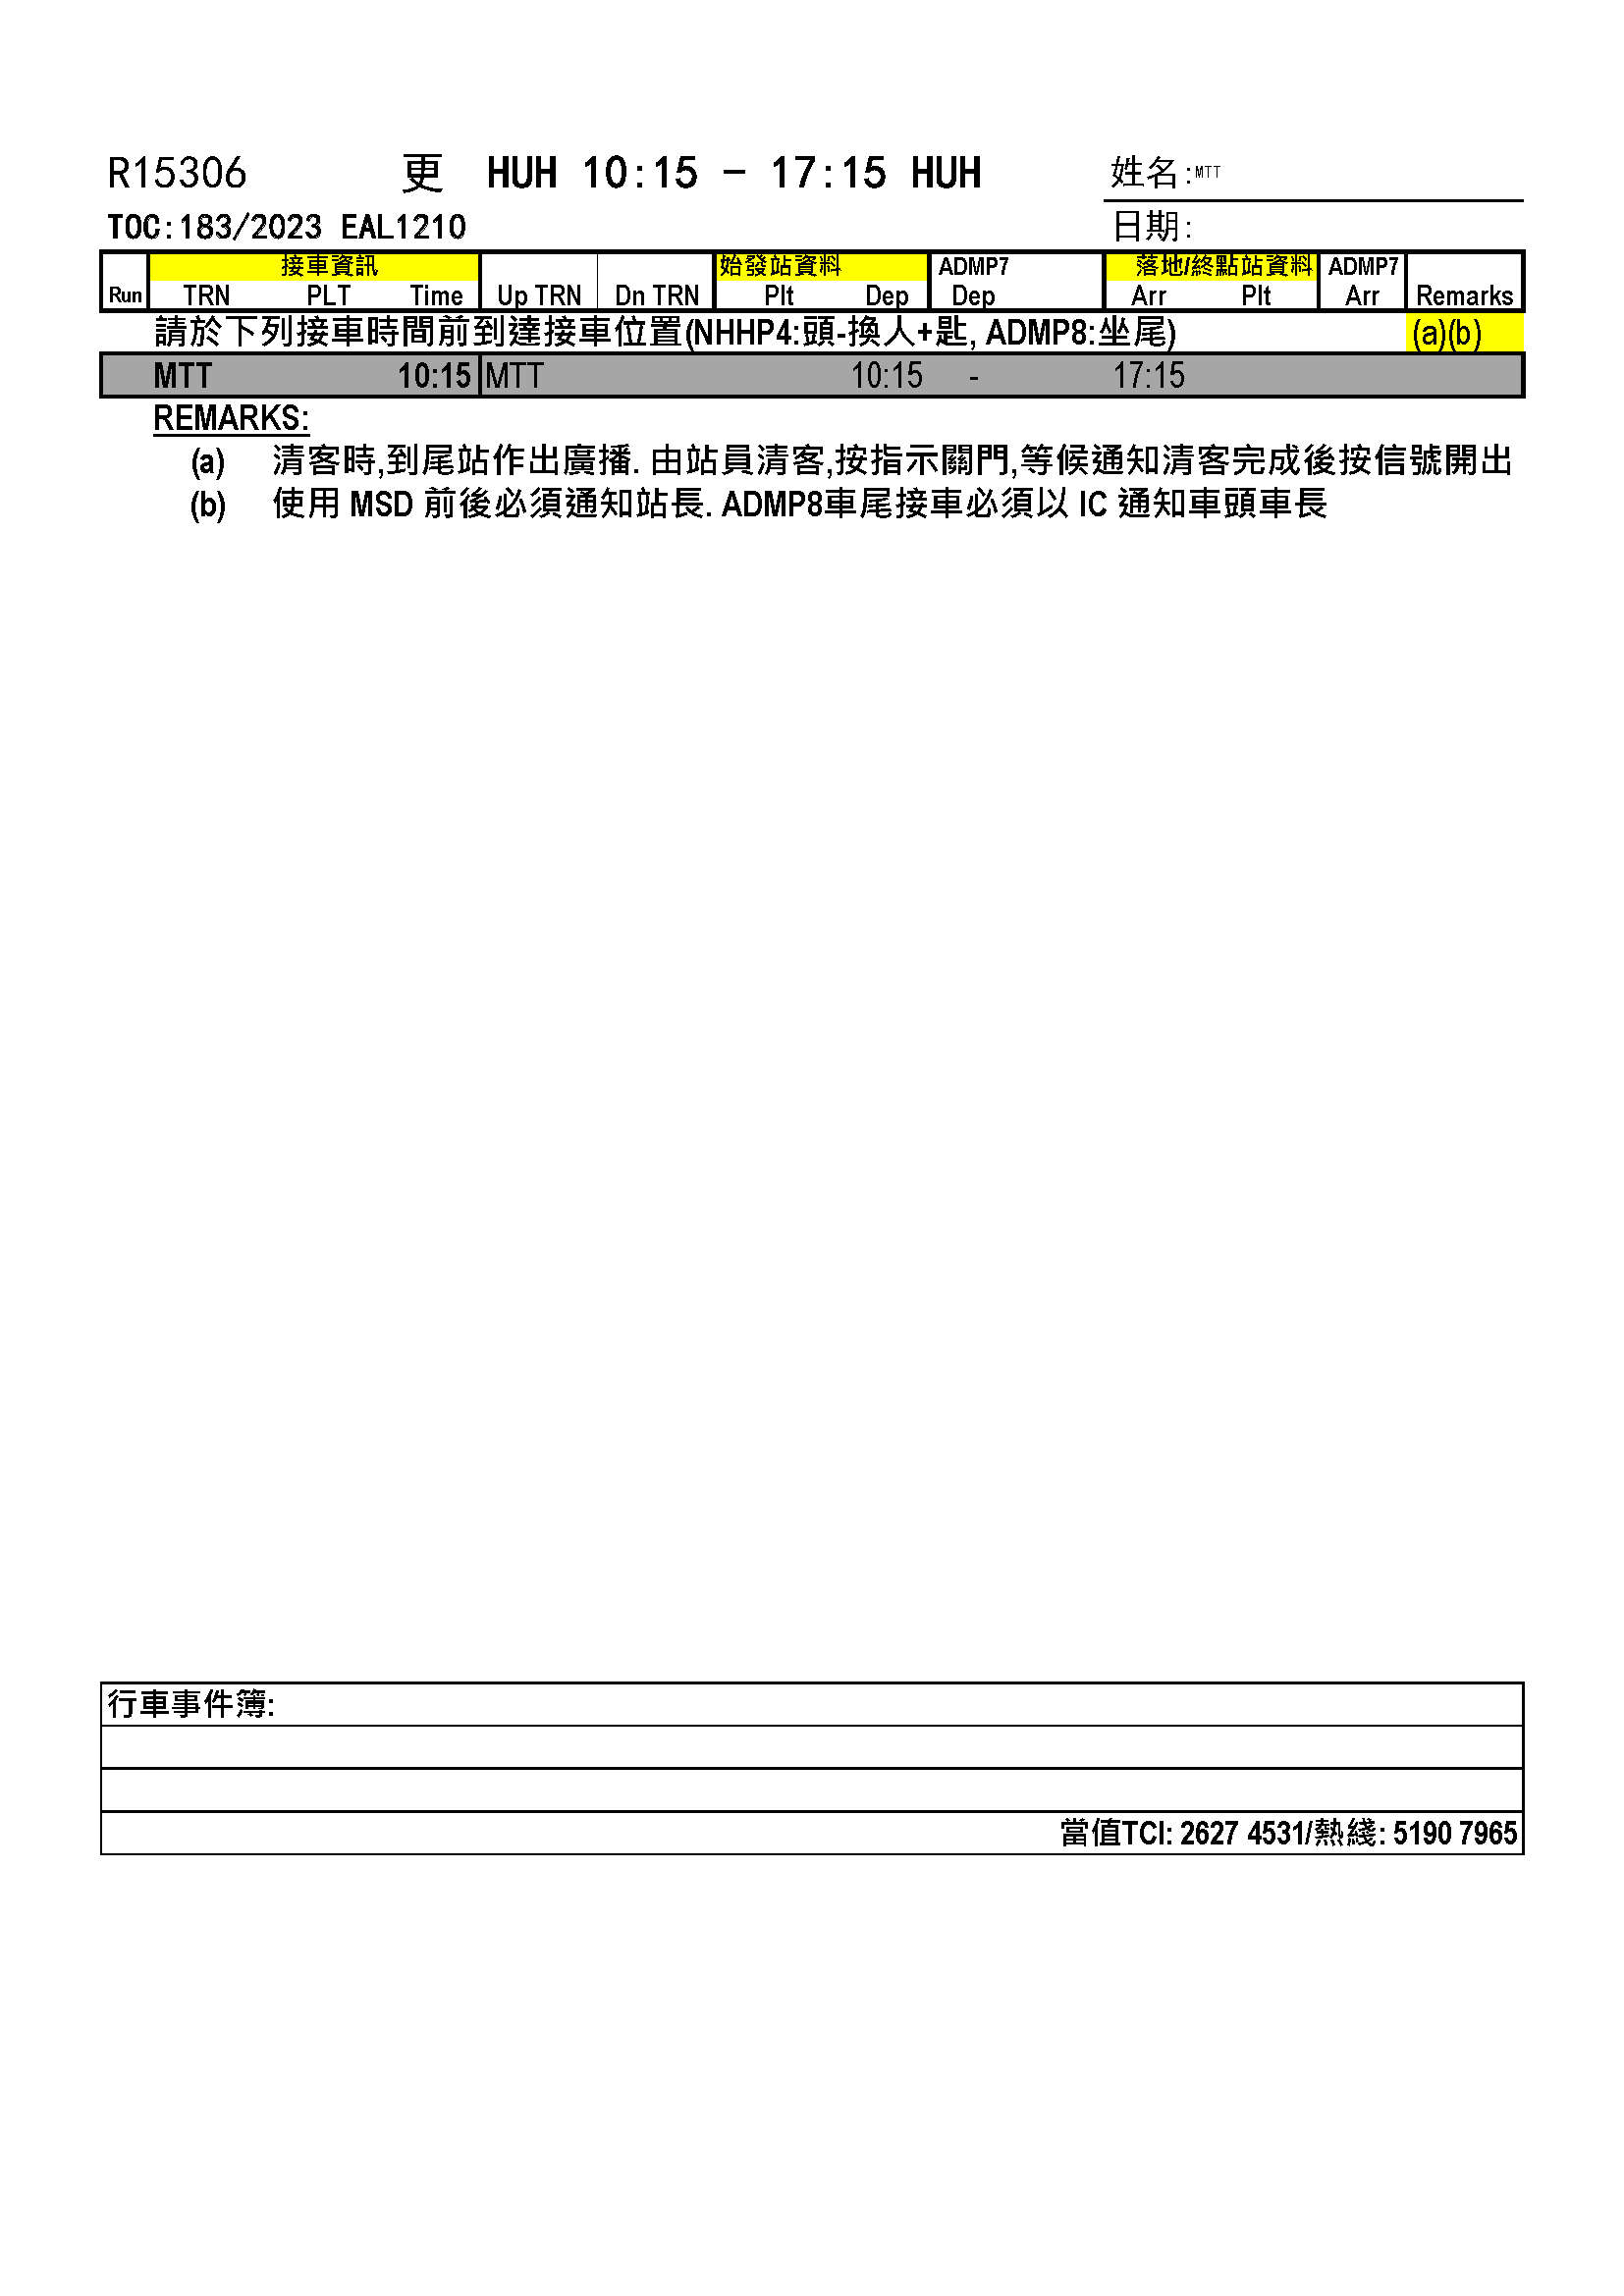 R15306 更 HUH 10:15 - 17:15 HUH 姓名:MTT
TOC:183/2023 EAL1210 日期:
接車資訊 始發站資料 ADMP7 落地/終點站資料 ADMP7
Run TRN PLT Time Up TRN Dn TRN Plt Dep Dep Arr Plt Arr Remarks
請於下列接車時間前到達接車位置(NHHP4:頭-換人+匙, ADMP8:坐尾) (a)(b)
MTT 10:15 MTT 10:15 - 17:15
REMARKS:
(a) 清客時,到尾站作出廣播. 由站員清客,按指示關門,等候通知清客完成後按信號開出
(b) 使用 MSD 前後必須通知站長. ADMP8車尾接車必須以 IC 通知車頭車長
行車事件簿:
當值TCI: 2627 4531/熱綫: 5190 7965